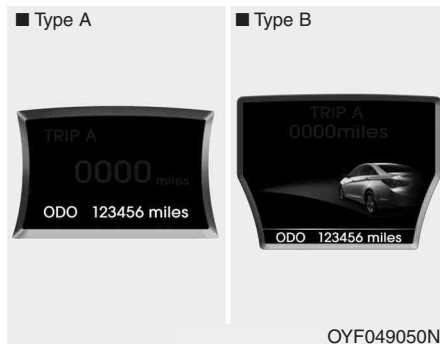 ■ Type A
TRIP A
0000 miles
ODO 123456 miles
■ Type B
TRIP A
0000miles
ODO 123456 miles
OYF049050N